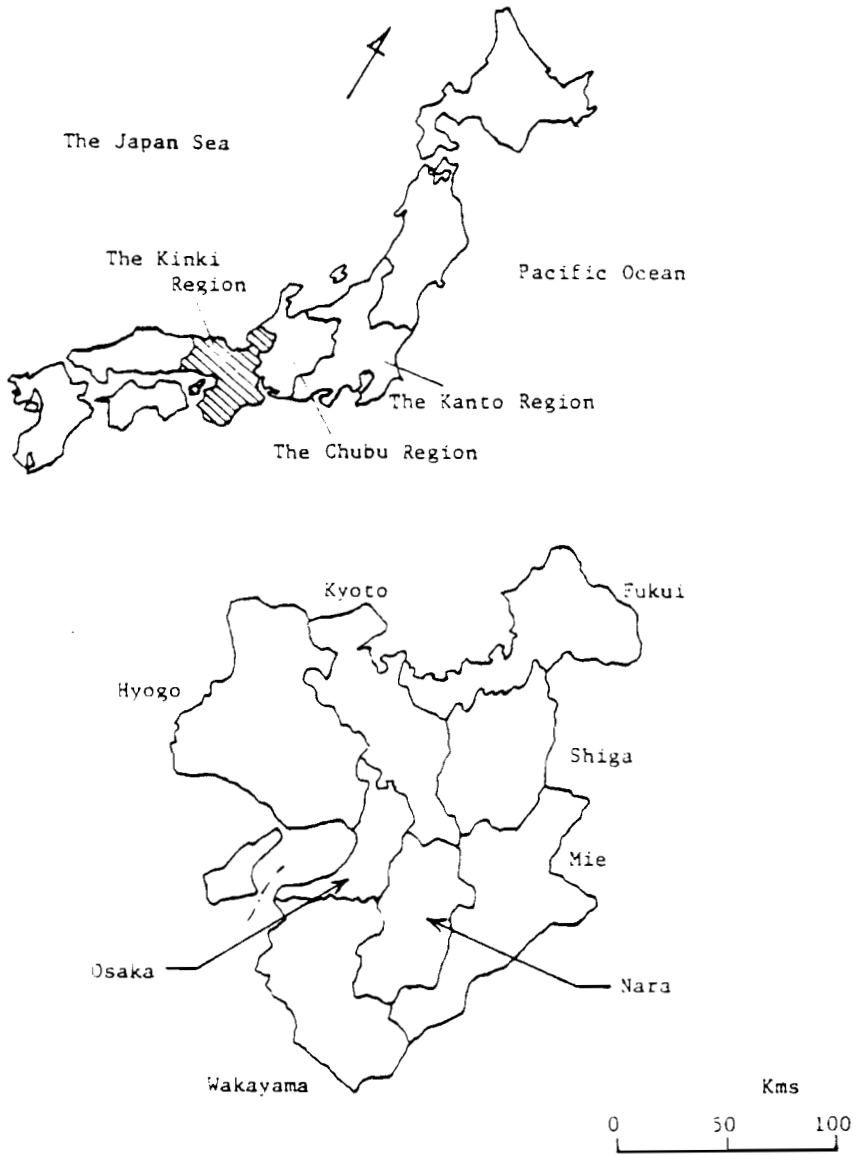 The Japan Sea
The Kinki
Region
Pacific Ocean
The Kanto Region
The Chubu Region
Kyoto
Fukui
Hyogo
Shiga
Mie
Osaka
Nara
Wakayama
Kms
0 50 100